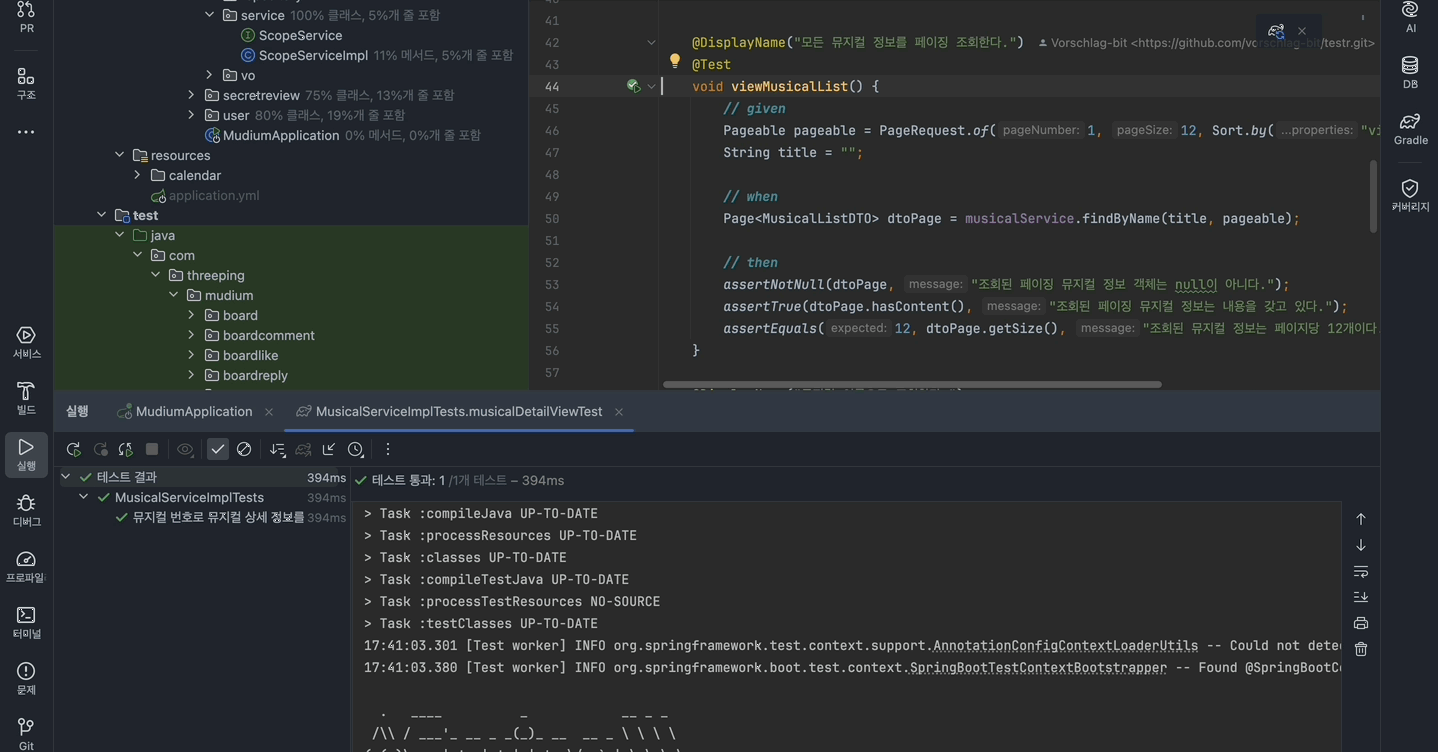 PR
구조
서비스
빌드
실행
디버그
프로파일
터미널
문제
Git
service 100% 클래스, 5%개 줄 포함
ScopeService
ScopeServiceImpl 11% 메서드, 5%개 줄 포함
vo
secretreview 75% 클래스, 13%개 줄 포함
user 80% 클래스, 19%개 줄 포함
MudiumApplication 0% 메서드, 0%개 줄 포함
resources
calendar
application.yml
test
java
com
threeping
mudium
board
boardcomment
boardlike
boardreply
41
42 @DisplayName("모든 뮤지컬 정보를 페이징 조회한다.") Vorschlag-bit <https://github.com/vorschlag-bit/testr.git>
43 @Test
44 void viewMusicalList() {
45 // given
46 Pageable pageable = PageRequest.of( pageNumber: 1, pageSize: 12, Sort.by( ...properties: "vi
47 String title = "";
48
49 // when
50 Page<MusicalListDTO> dtoPage = musicalService.findByName(title, pageable);
51
52 // then
53 assertNotNull(dtoPage, message: "조회된 페이징 뮤지컬 정보 객체는 null이 아니다.");
54 assertTrue(dtoPage.hasContent(), message: "조회된 페이징 뮤지컬 정보는 내용을 갖고 있다.");
55 assertEquals( expected: 12, dtoPage.getSize(), message: "조회된 뮤지컬 정보는 페이지당 12개이다.
56 }
57
AI
DB
Gradle
커버리지
실행 MudiumApplication MusicalServiceImplTests.musicalDetailViewTest
테스트 결과 394ms
MusicalServiceImplTests 394ms
뮤지컬 번호로 뮤지컬 상세 정보를 394ms
테스트 통과: 1 /1개 테스트 – 394ms
> Task :compileJava UP-TO-DATE
> Task :processResources UP-TO-DATE
> Task :classes UP-TO-DATE
> Task :compileTestJava UP-TO-DATE
> Task :processTestResources NO-SOURCE
> Task :testClasses UP-TO-DATE
17:41:03.301 [Test worker] INFO org.springframework.test.context.support.AnnotationConfigContextLoaderUtils -- Could not dete
17:41:03.380 [Test worker] INFO org.springframework.boot.test.context.SpringBootTestContextBootstrapper -- Found @SpringBootCo